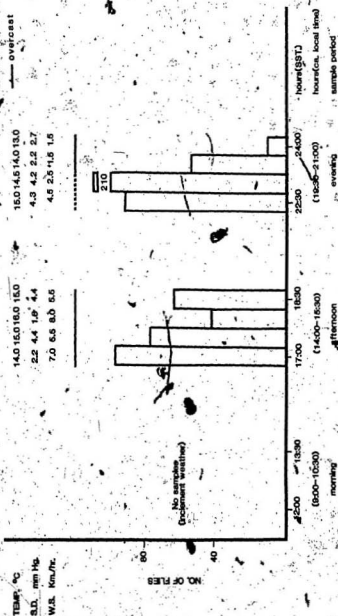 overcast
TEMP. °C 14.0 15.0 16.0 15.0 15.0 14.5 14.0 13.0
S.D. mm Hg. 2.2 4.4 1.8 4.4 4.3 4.2 2.2 2.7
W.S. Km/hr. 7.0 5.5 8.0 5.5 4.5 2.5 1.5 1.5
210
80
NO. OF FLIES
40
No samples
(inclement weather)
12:00 13:30 17:00 18:30 22:30 24:00 hours(SST)
(9:00-10:30) (14:00-15:30) (19:30-21:00) hours(ca. local time)
morning afternoon evening sample period